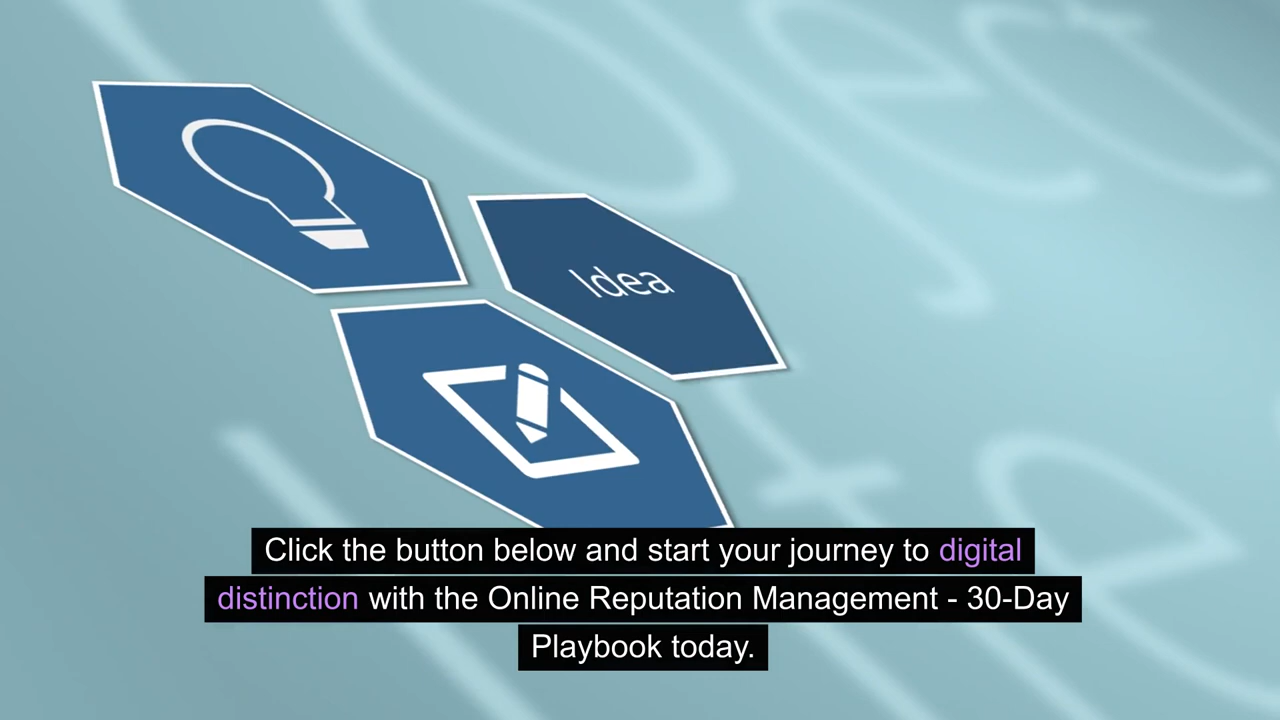 Idea
Click the button below and start your journey to digital
distinction with the Online Reputation Management - 30-Day
Playbook today.